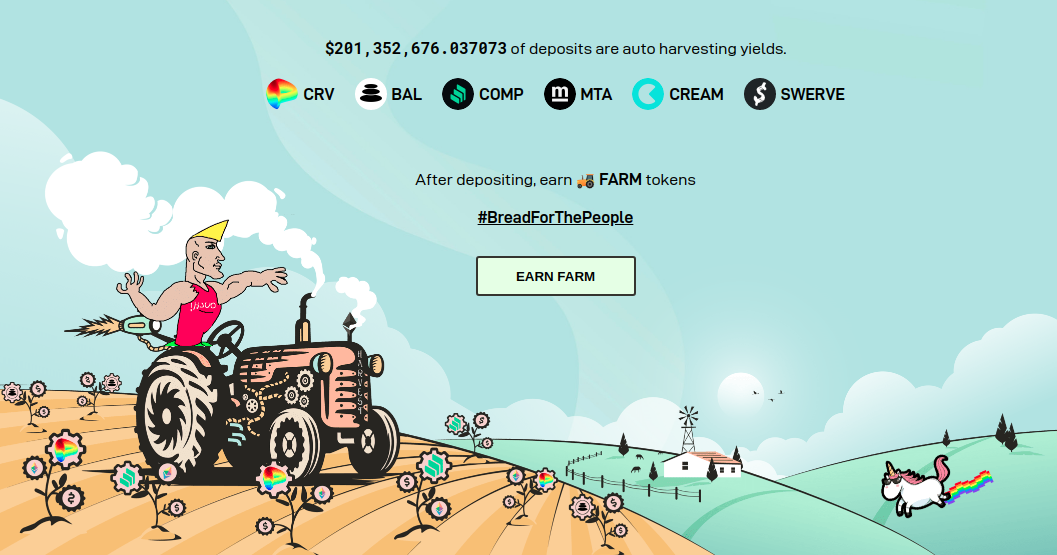 $201,352,676.037073 of deposits are auto harvesting yields.
CRV BAL COMP MTA CREAM SWERVE
After depositing, earn 🚜 FARM tokens
#BreadForThePeople
EARN FARM
HARVEST